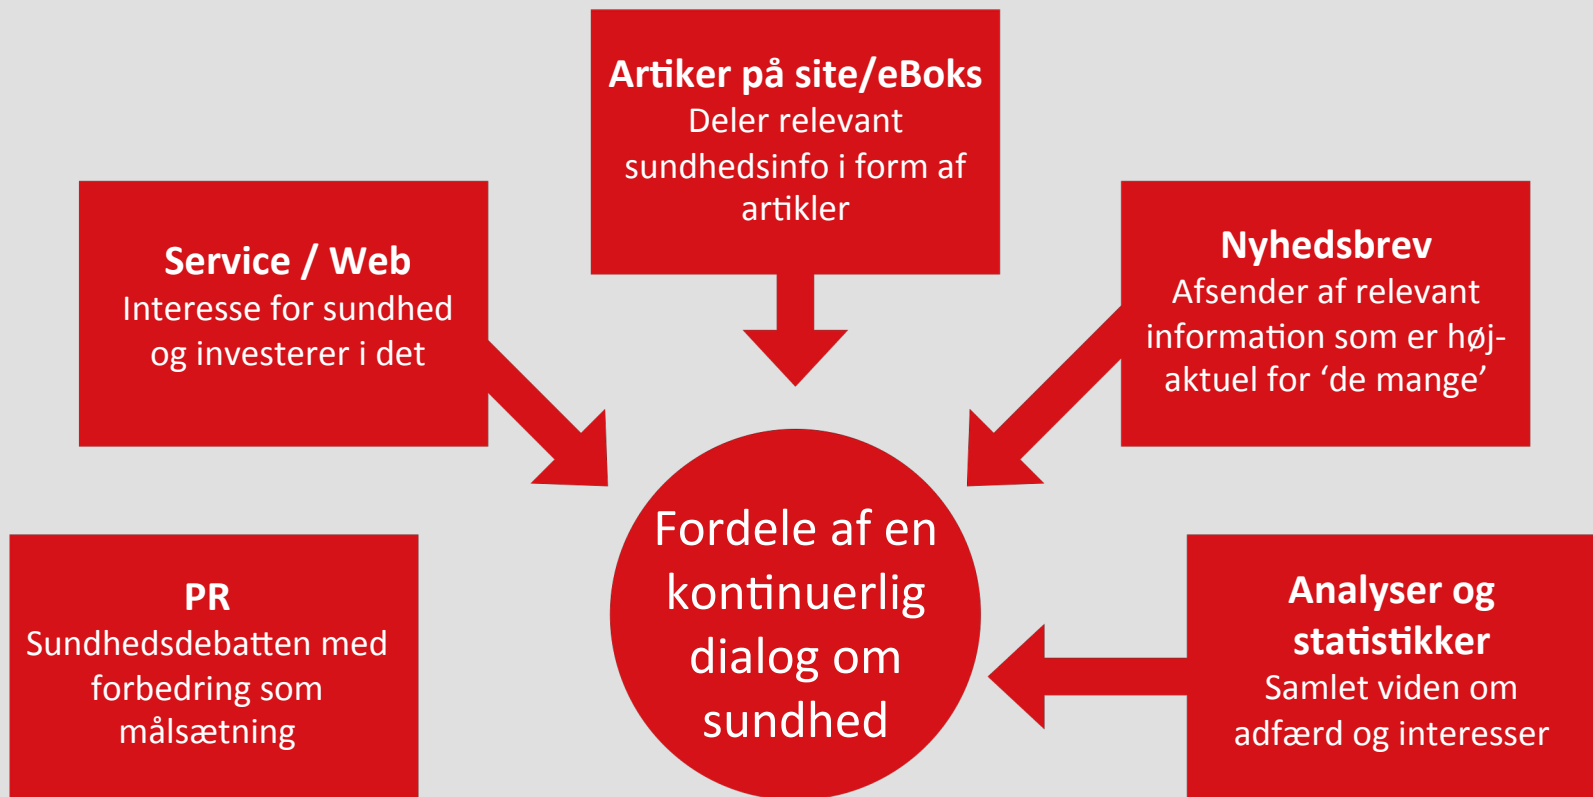 Artiker på site/eBoks
Deler relevant
sundhedsinfo i form af
artikler
Service / Web
Interesse for sundhed
og investerer i det
Nyhedsbrev
Afsender af relevant
information som er høj-
aktuel for ‘de mange’
PR
Sundhedsdebatten med
forbedring som
målsætning
Fordele af en
kontinuerlig
dialog om
sundhed
Analyser og
statistikker
Samlet viden om
adfærd og interesser